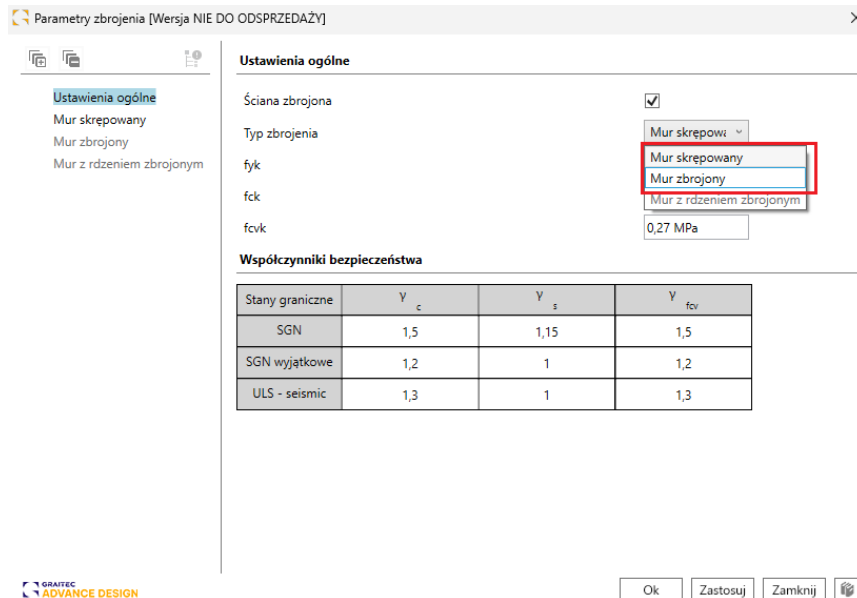 Parametry zbrojenia [Wersja NIE DO ODSPRZEDAŻY]
Ustawienia ogólne
Mur skrępowany
Mur zbrojony
Mur z rdzeniem zbrojonym
Ustawienia ogólne
Ściana zbrojona
Typ zbrojenia
Mur skrępowa
Mur skrępowany
Mur zbrojony
Mur z rdzeniem zbrojonym
fyk
fck
fcvk
0,27 MPa
Współczynniki bezpieczeństwa
Stany graniczne γ c γ s γ fcv
SGN 1,5 1,15 1,5
SGN wyjątkowe 1,2 1 1,2
ULS - seismic 1,3 1 1,3
GRAITEC
ADVANCE DESIGN
Ok Zastosuj Zamknij